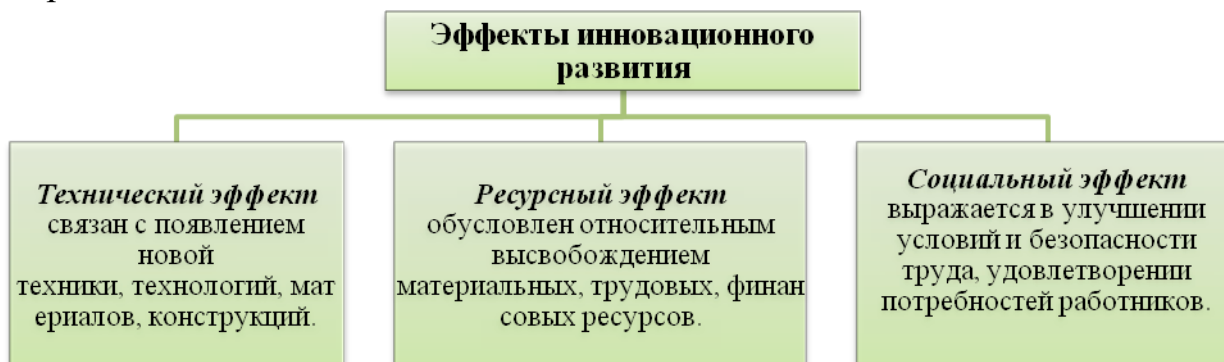 Эффекты инновационного
развития
Технический эффект
связан с появлением
новой
техники, технологий, мат
ериалов, конструкций.
Ресурсный эффект
обусловлен относительным
высвобождением
материальных, трудовых, финан
совых ресурсов.
Социальный эффект
выражается в улучшении
условий и безопасности
труда, удовлетворении
потребностей работников.